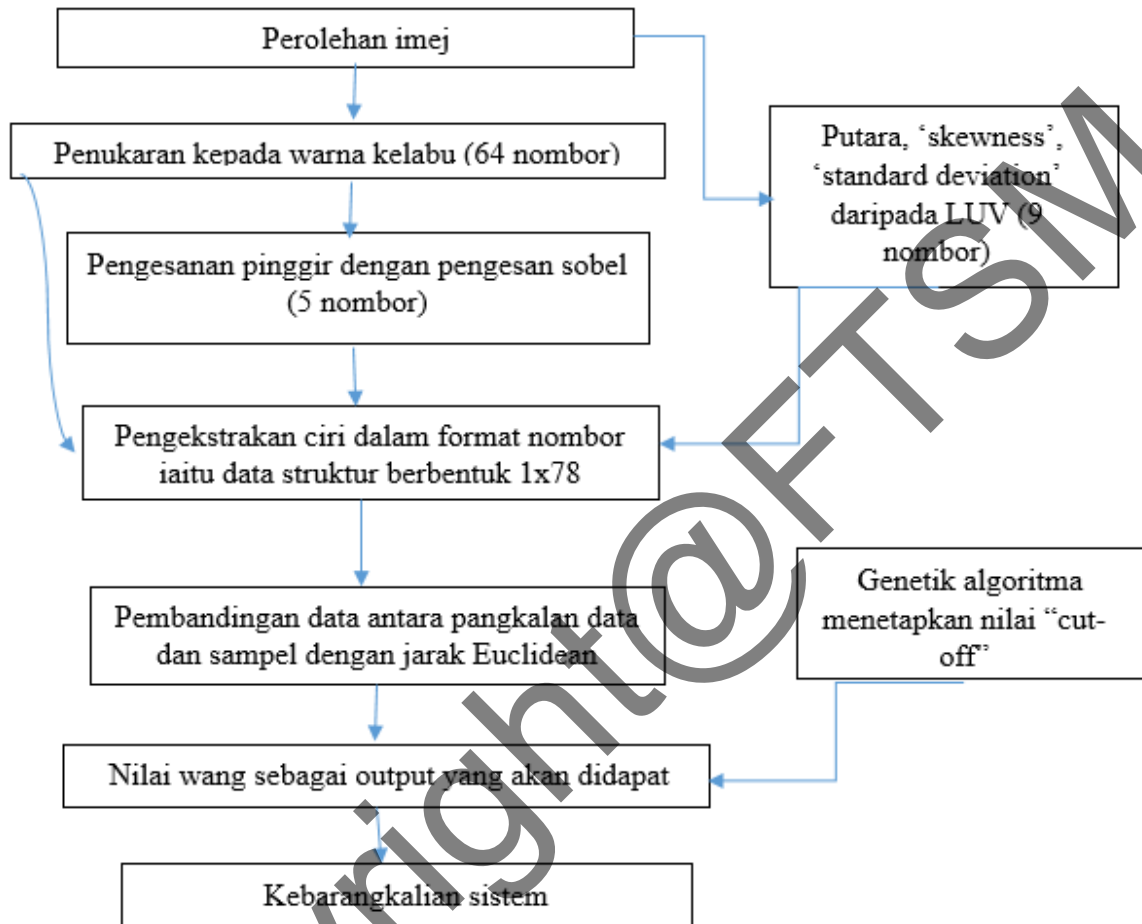 Perolehan imej
Penukaran kepada warna kelabu (64 nombor)
Putara, ‘skewness’,
‘standard deviation’
daripada LUV (9
nombor)
Pengesanan pinggir dengan pengesan sobel
(5 nombor)
Pengekstrakan ciri dalam format nombor
iaitu data struktur berbentuk 1x78
Pembandingan data antara pangkalan data
dan sampel dengan jarak Euclidean
Genetik algoritma
menetapkan nilai “cut-
off”
Nilai wang sebagai output yang akan didapat
Kebarangkalian sistem
yright@FTSM